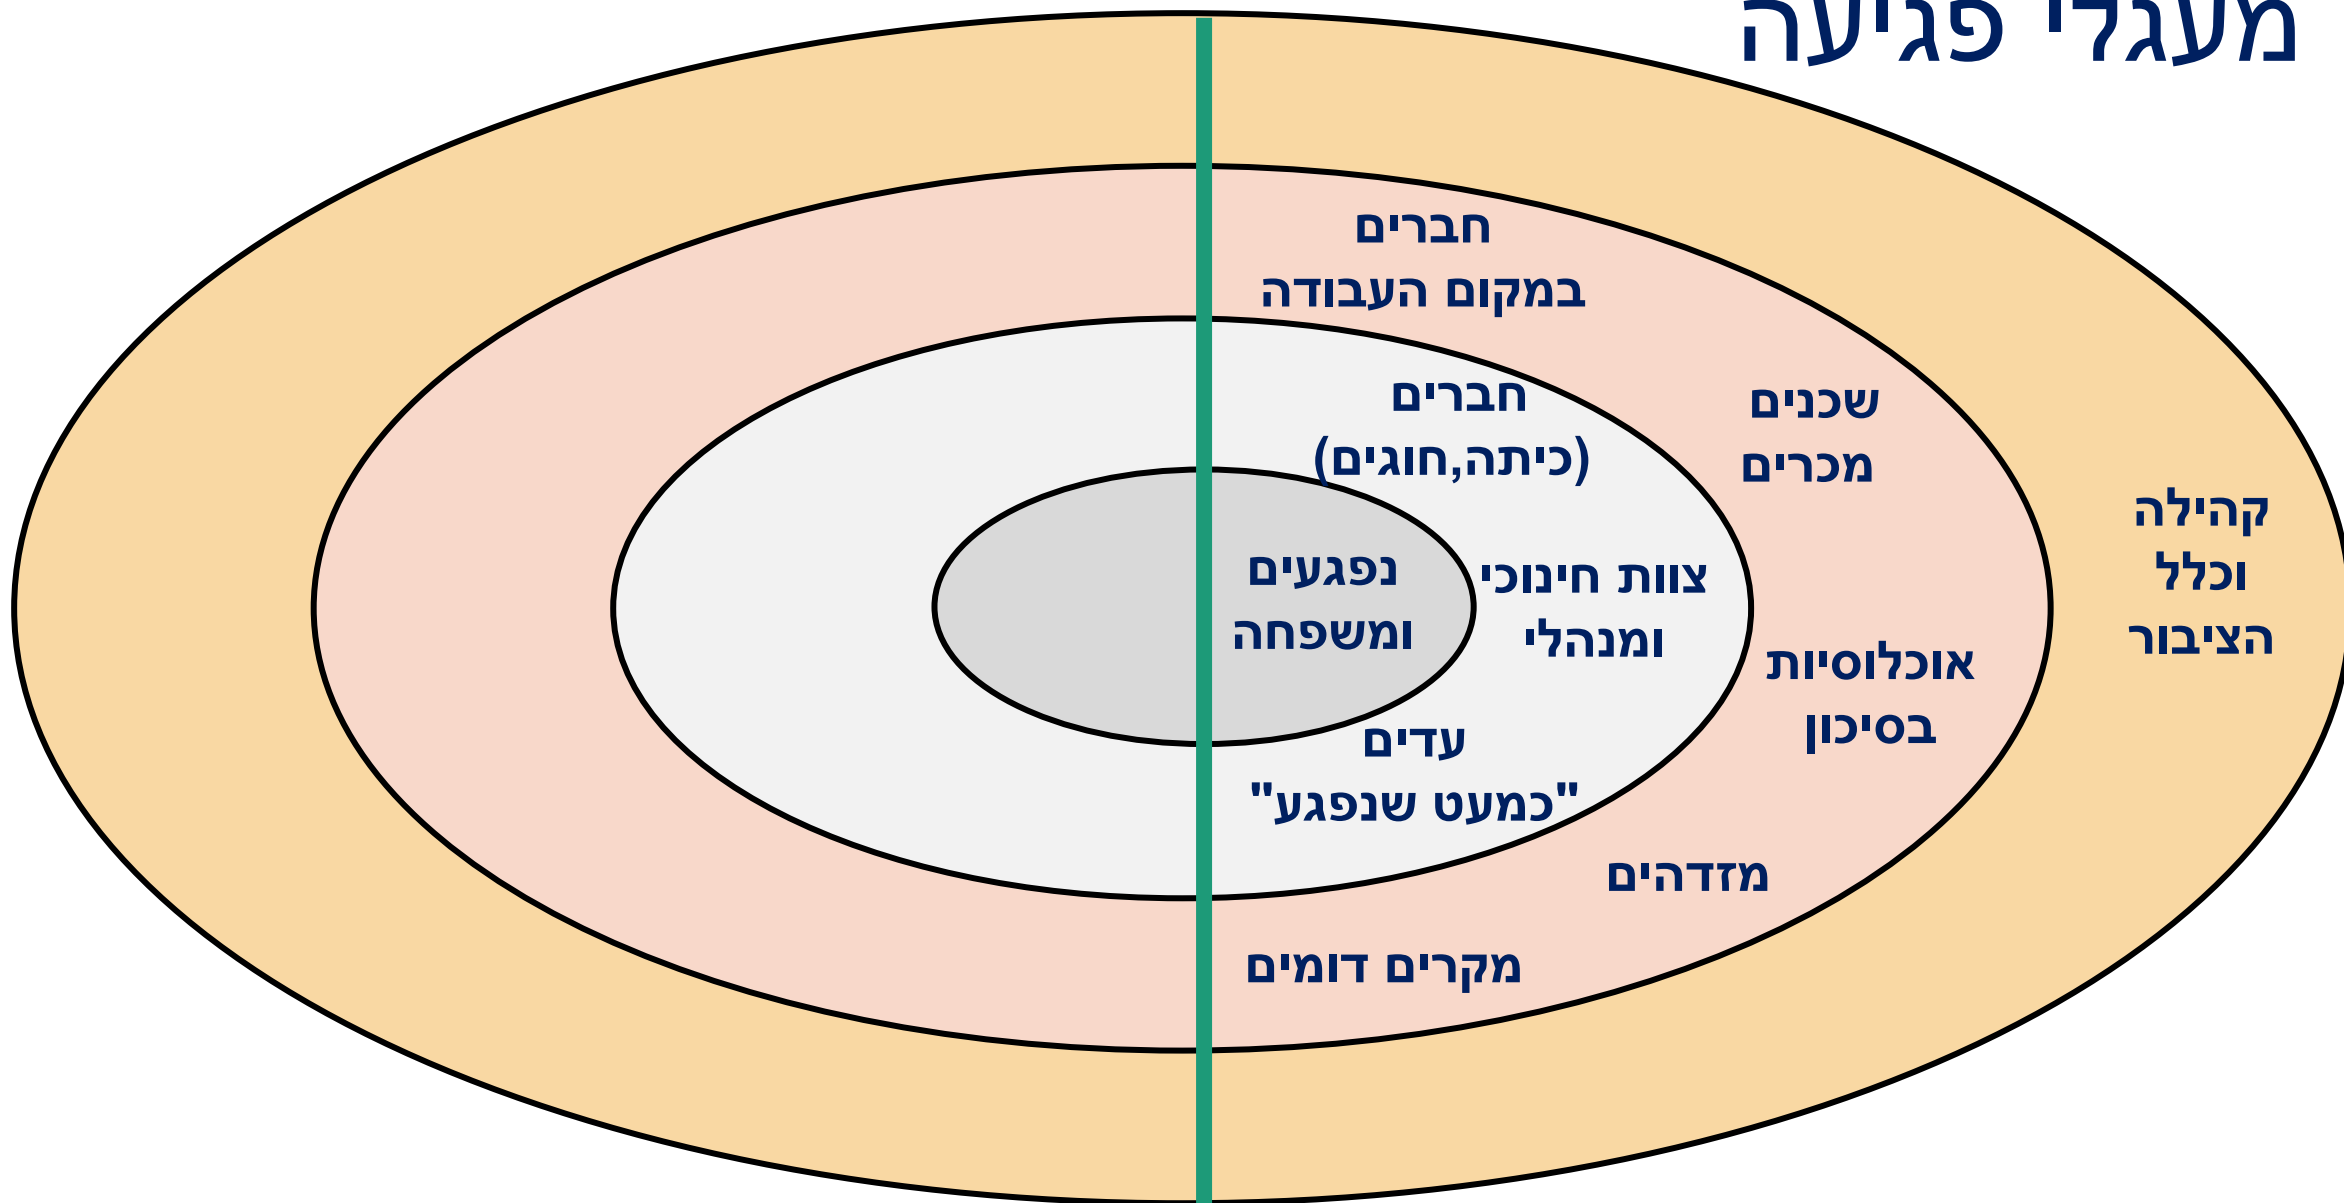 מעגלי פגיעה
חברים
במקום העבודה
חברים
(כיתה,חוגים)
שכנים
מכרים
נפגעים
ומשפחה
צוות חינוכי
ומנהלי
קהילה
וכלל
הציבור
אוכלוסיות
בסיכון
עדים
"כמעט שנפגע"
מזדהים
מקרים דומים